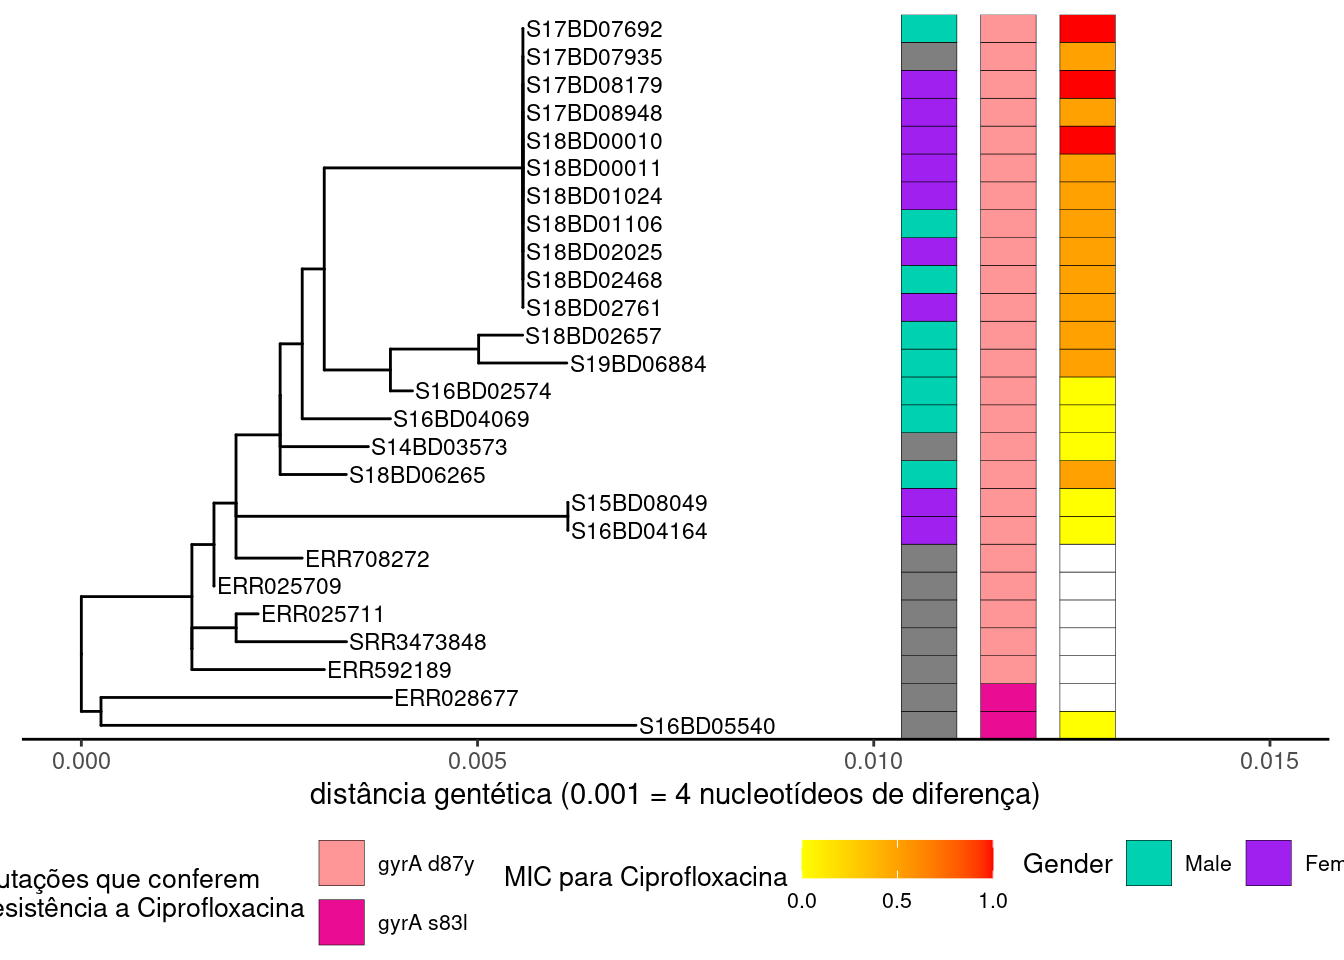 S17BD07692
S17BD07935
S17BD08179
S17BD08948
S18BD00010
S18BD00011
S18BD01024
S18BD01106
S18BD02025
S18BD02468
S18BD02761
S18BD02657
S19BD06884
S16BD02574
S16BD04069
S14BD03573
S18BD06265
S15BD08049
S16BD04164
ERR708272
ERR025709
ERR025711
SRR3473848
ERR592189
ERR028677
S16BD05540
0.000 0.005 0.010 0.015
distância gentética (0.001 = 4 nucleotídeos de diferença)
utações que conferem
esistência a Ciprofloxacina
gyrA d87y
gyrA s83l
MIC para Ciprofloxacina
0.0 0.5 1.0
Gender
Male
Fem